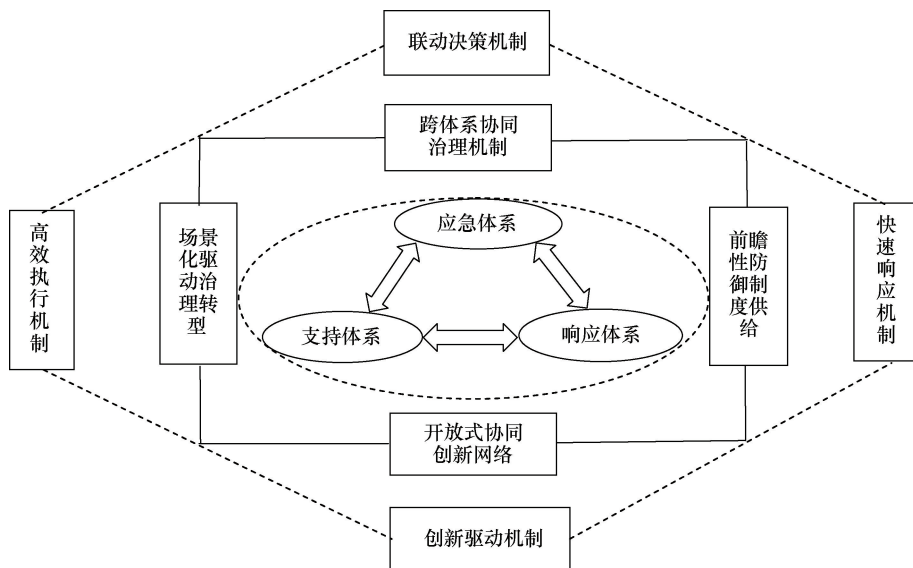 联动决策机制
跨体系协同
治理机制
高效执行机制
场景
化驱
动治
理转
型
应急体系
支持体系
响应体系
前瞻
性防
御制
度供
给
快速响应机制
开放式协同
创新网络
创新驱动机制